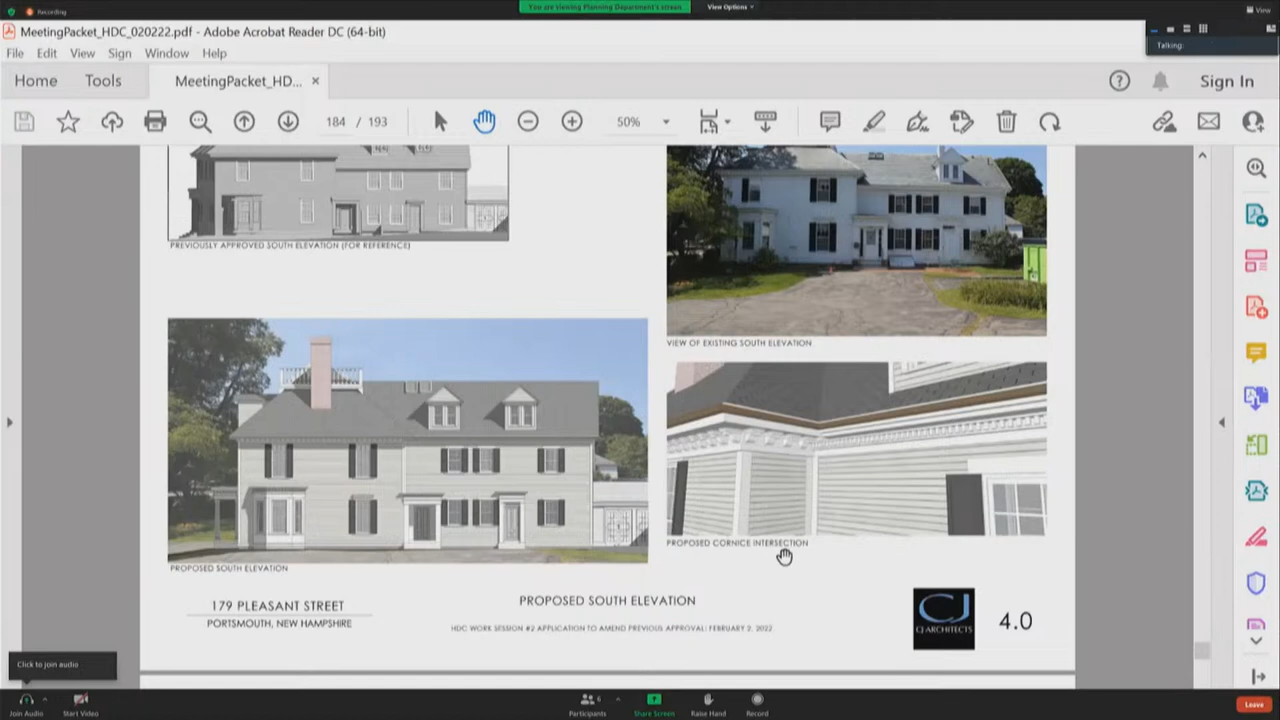 Recording
You are viewing Planning Department's screen
View Options
View
MeetingPacket_HDC_020222.pdf - Adobe Acrobat Reader DC (64-bit)
Talking:
File Edit View Sign Window Help
Home Tools MeetingPacket_HD... × Sign In
184 / 193 50%
PREVIOUSLY APPROVED SOUTH ELEVATION (FOR REFERENCE)
VIEW OF EXISTING SOUTH ELEVATION
PROPOSED CORNICE INTERSECTION
PROPOSED SOUTH ELEVATION
179 PLEASANT STREET
PORTSMOUTH, NEW HAMPSHIRE
PROPOSED SOUTH ELEVATION
HDC WORK SESSION #2 APPLICATION TO AMEND PREVIOUS APPROVAL: FEBRUARY 2, 2022
CJ
CJ ARCHITECTS
4.0
Click to join audio
Join Audio Start Video Participants 6 Share Screen Raise Hand Record Leave